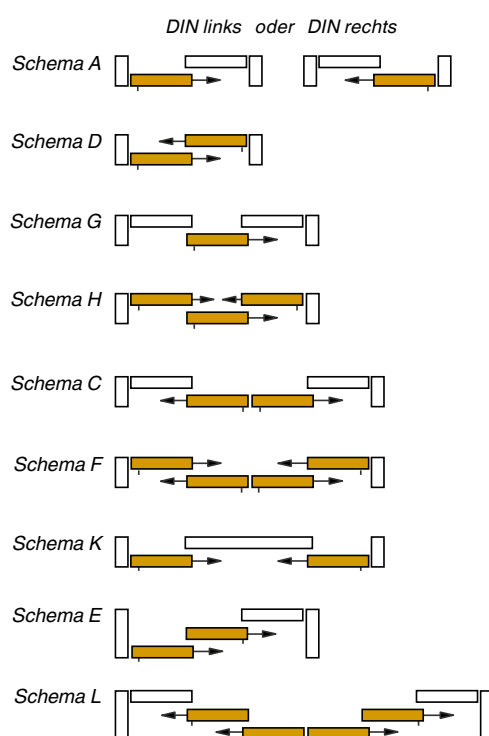 DIN links oder DIN rechts
Schema A
Schema D
Schema G
Schema H
Schema C
Schema F
Schema K
Schema E
Schema L